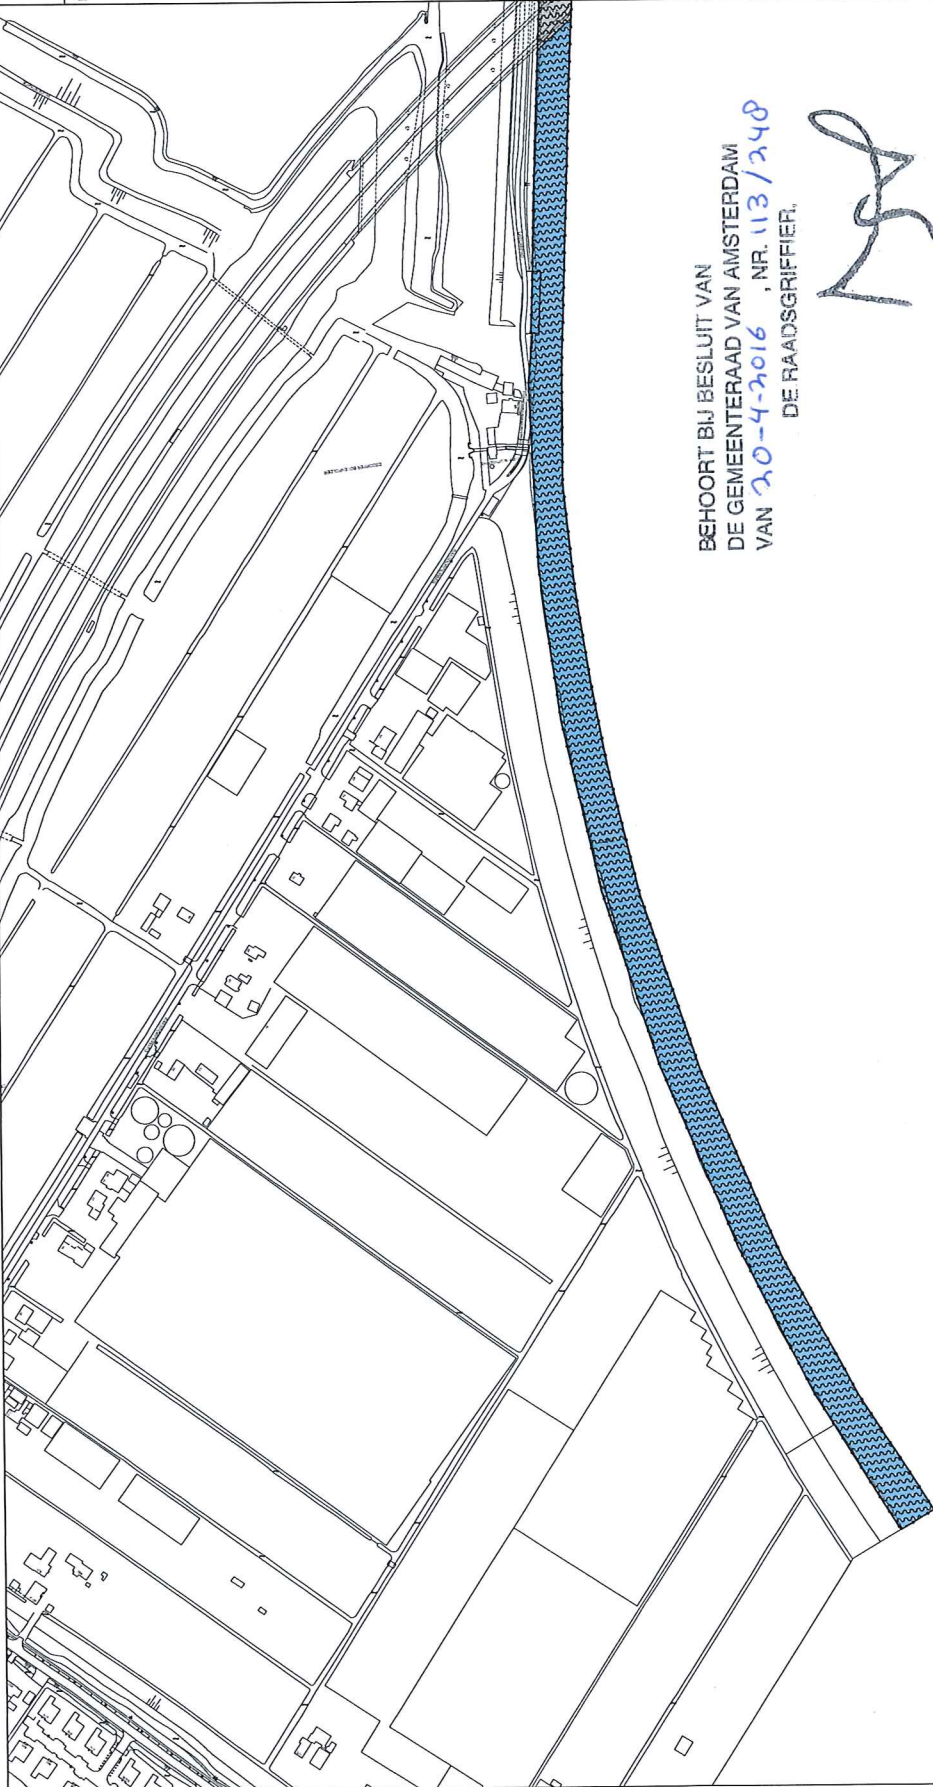 BEHOORT BIJ BESLUIT VAN
DE GEMEENTERAAD VAN AMSTERDAM
VAN 20-4-2016 , NR. 113/248
DE RAADSGRIFFIER,